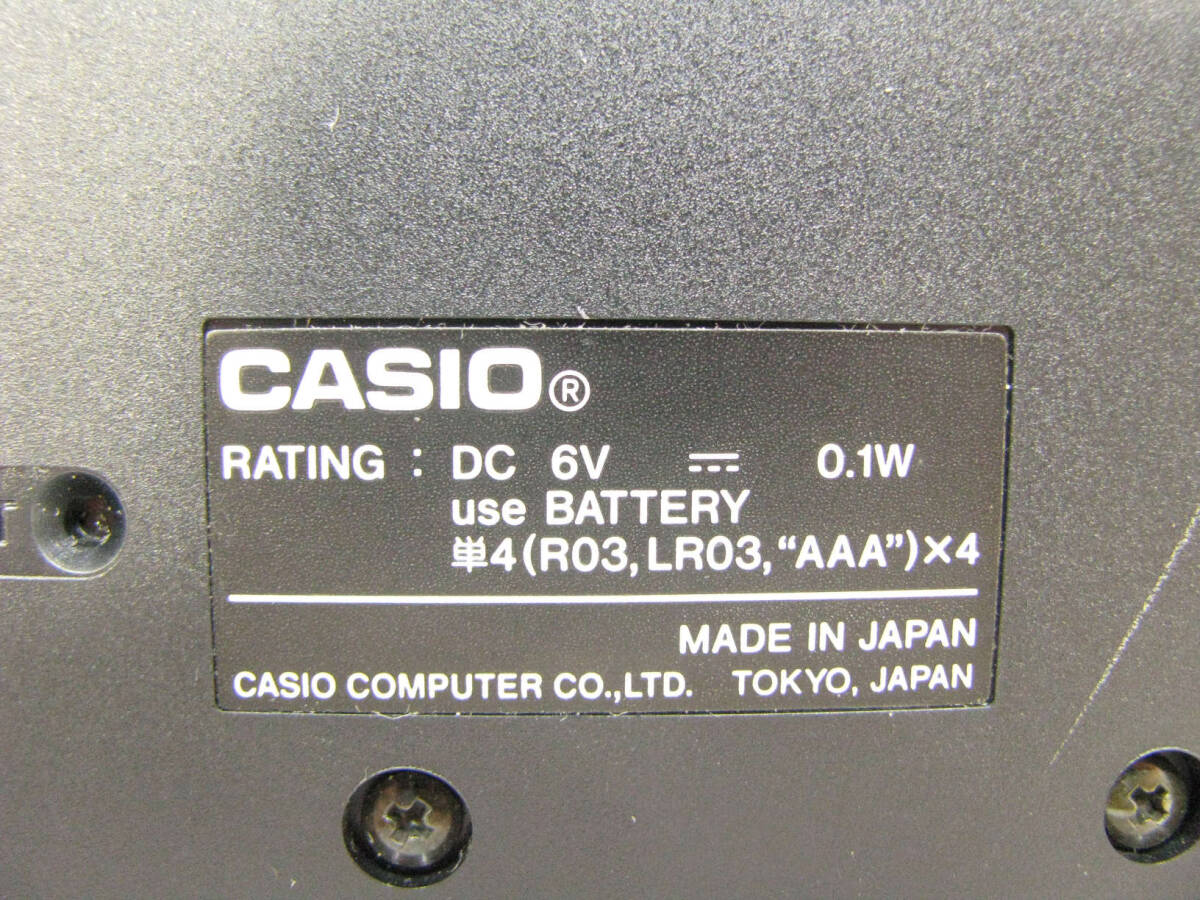 CASIO®
RATING : DC 6V ⎓ 0.1W
use BATTERY
単4(R03, LR03, “AAA”)×4
MADE IN JAPAN
CASIO COMPUTER CO.,LTD. TOKYO, JAPAN